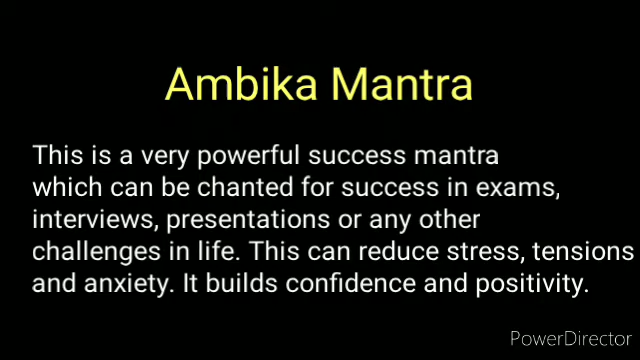 Ambika Mantra
This is a very powerful success mantra
which can be chanted for success in exams,
interviews, presentations or any other
challenges in life. This can reduce stress, tensions
and anxiety. It builds confidence and positivity.
PowerDirector